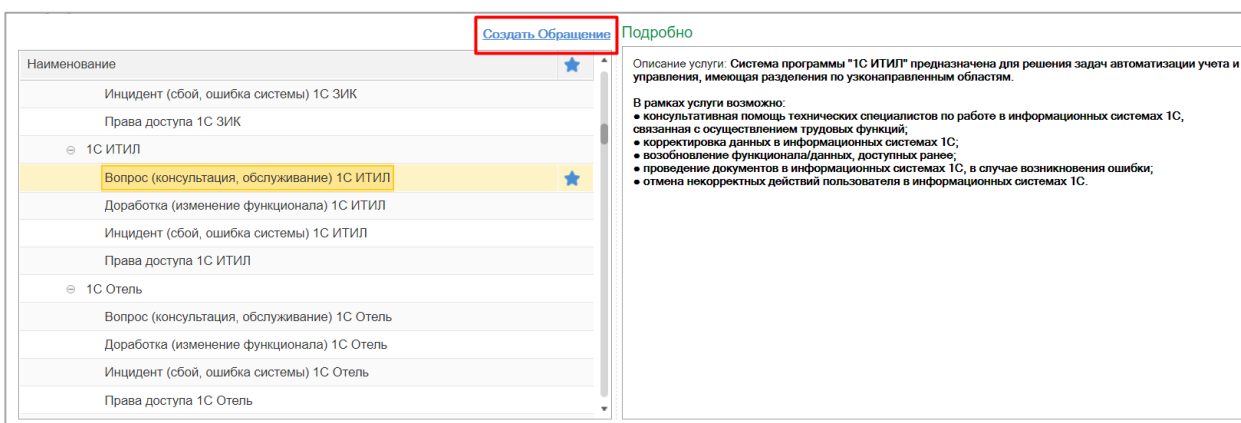 Создать Обращение
Наименование
Инцидент (сбой, ошибка системы) 1С ЗИК
Права доступа 1С ЗИК
1С ИТИЛ
Вопрос (консультация, обслуживание) 1С ИТИЛ
Доработка (изменение функционала) 1С ИТИЛ
Инцидент (сбой, ошибка системы) 1С ИТИЛ
Права доступа 1С ИТИЛ
1С Отель
Вопрос (консультация, обслуживание) 1С Отель
Доработка (изменение функционала) 1С Отель
Инцидент (сбой, ошибка системы) 1С Отель
Права доступа 1С Отель
Подробно
Описание услуги: Система программы "1С ИТИЛ" предназначена для решения задач автоматизации учета и
управления, имеющая разделения по узконаправленным областям.
В рамках услуги возможно:
● консультативная помощь технических специалистов по работе в информационных системах 1С,
связанная с осуществлением трудовых функций;
● корректировка данных в информационных системах 1С;
● возобновление функционала/данных, доступных ранее;
● проведение документов в информационных системах 1С, в случае возникновения ошибки;
● отмена некорректных действий пользователя в информационных системах 1С.